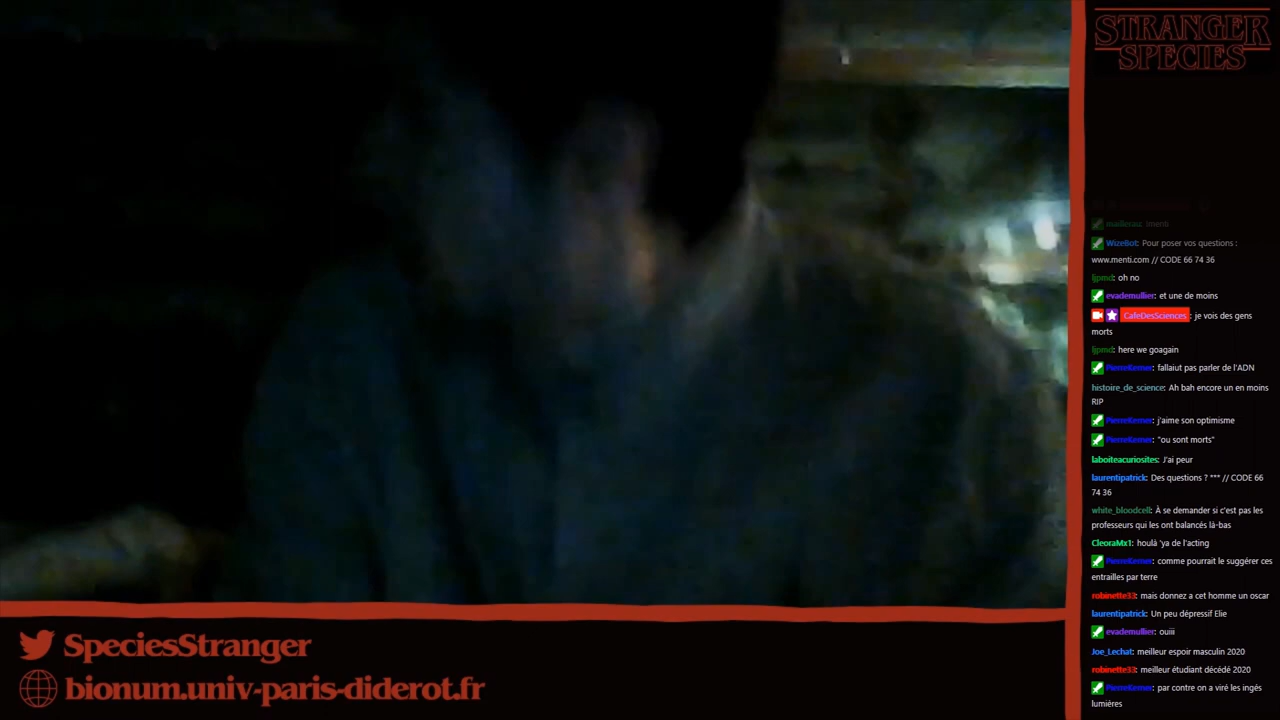 STRANGER
SPECIES
WizeBot: Pour poser vos questions :
www.menti.com // CODE 66 74 36
ljpmd: oh no
evademullier: et une de moins
CafeDesSciences: je vois des gens
morts
ljpmd: here we goagain
PierreKerner: fallaiut pas parler de l'ADN
histoire_de_science: Ah bah encore un en moins
RIP
PierreKerner: j'aime son optimisme
PierreKerner: "ou sont morts"
laboiteacuriosites: J'ai peur
laurentipatrick: Des questions ? *** // CODE 66
74 36
white_bloodcell: À se demander si c'est pas les
professeurs qui les ont balancés là-bas
CleoraMx1: houlà 'ya de l'acting
PierreKerner: comme pourrait le suggérer ces
entrailles par terre
robinette33: mais donnez a cet homme un oscar
laurentipatrick: Un peu dépressif Elie
evademullier: ouiii
Joe_Lechat: meilleur espoir masculin 2020
robinette33: meilleur étudiant décédé 2020
PierreKerner: par contre on a viré les ingés
lumières
SpeciesStranger
bionum.univ-paris-diderot.fr